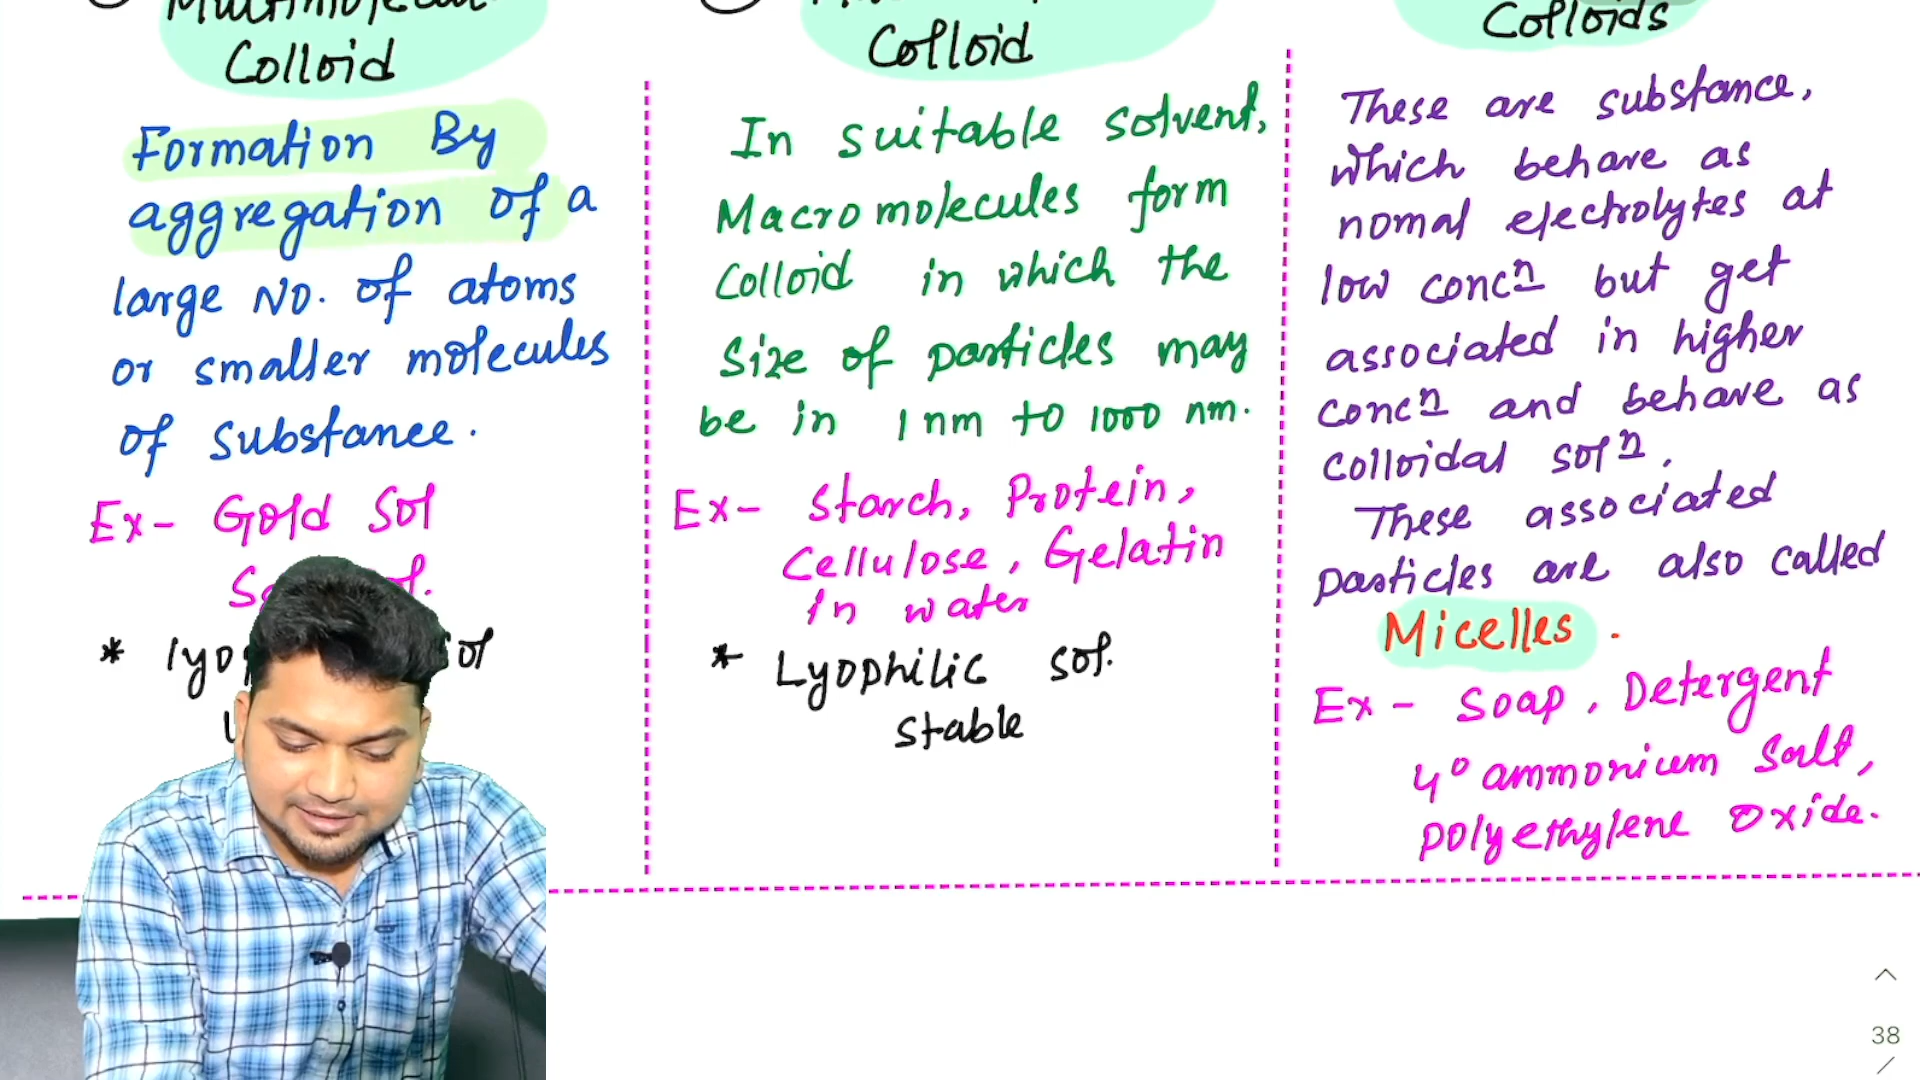 Colloid
Formation By
aggregation of a
large No. of atoms
or smaller molecules
of substance.
Ex- Gold Sol
* sol
Colloid
In suitable solvent,
Macromolecules form
Colloid in which the
Size of particles may
be in 1 nm to 1000 nm.
Ex- Starch, Protein,
Cellulose, Gelatin
in water
* Lyophilic sol.
stable
Colloids
These are substance,
which behave as
nomal electrolytes at
low concn but get
associated in higher
concn and behave as
colloidal soln.
These associated
particles are also called
Micelles.
Ex- Soap, Detergent
4° ammonium Salt,
polyethylene oxide.
38